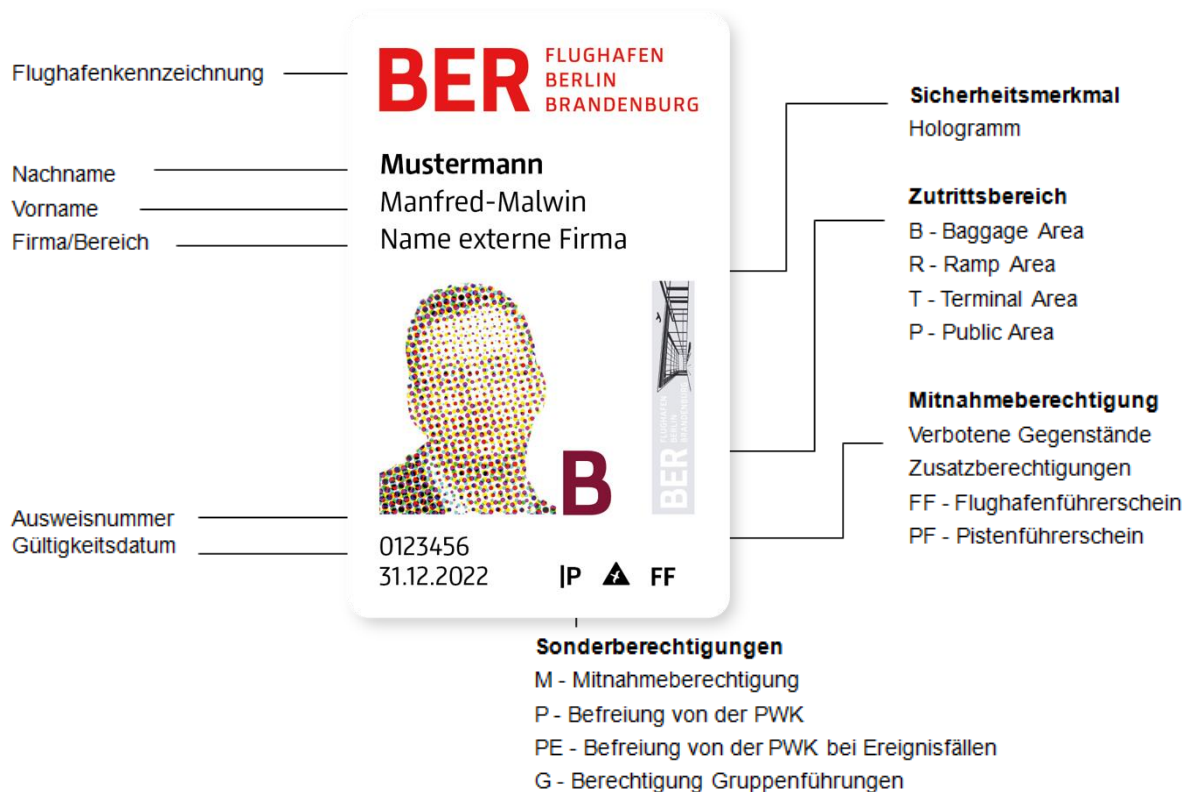 Flughafenkennzeichnung
Nachname
Vorname
Firma/Bereich
Ausweisnummer
Gültigkeitsdatum
BER
FLUGHAFEN
BERLIN
BRANDENBURG
Mustermann
Manfred-Malwin
Name externe Firma
B
BER
FLUGHAFEN
BERLIN
BRANDENBURG
0123456
31.12.2022
|P FF
Sicherheitsmerkmal
Hologramm
Zutrittsbereich
B - Baggage Area
R - Ramp Area
T - Terminal Area
P - Public Area
Mitnahmeberechtigung
Verbotene Gegenstände
Zusatzberechtigungen
FF - Flughafenführerschein
PF - Pistenführerschein
Sonderberechtigungen
M - Mitnahmeberechtigung
P - Befreiung von der PWK
PE - Befreiung von der PWK bei Ereignisfällen
G - Berechtigung Gruppenführungen